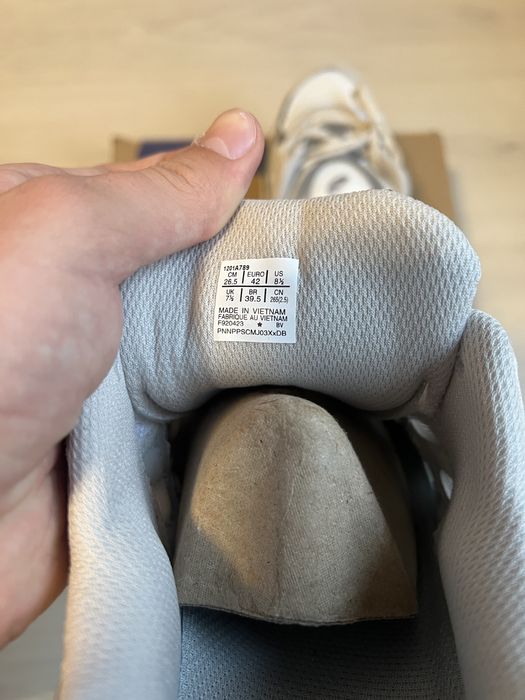 1201A789
CM EURO US
26.5 42 8½
UK BR CN
7½ 39.5 265(2.5)
MADE IN VIETNAM
FABRIQUE AU VIETNAM
F920423 ★ BV
PNNPPSCMJ03XxDB